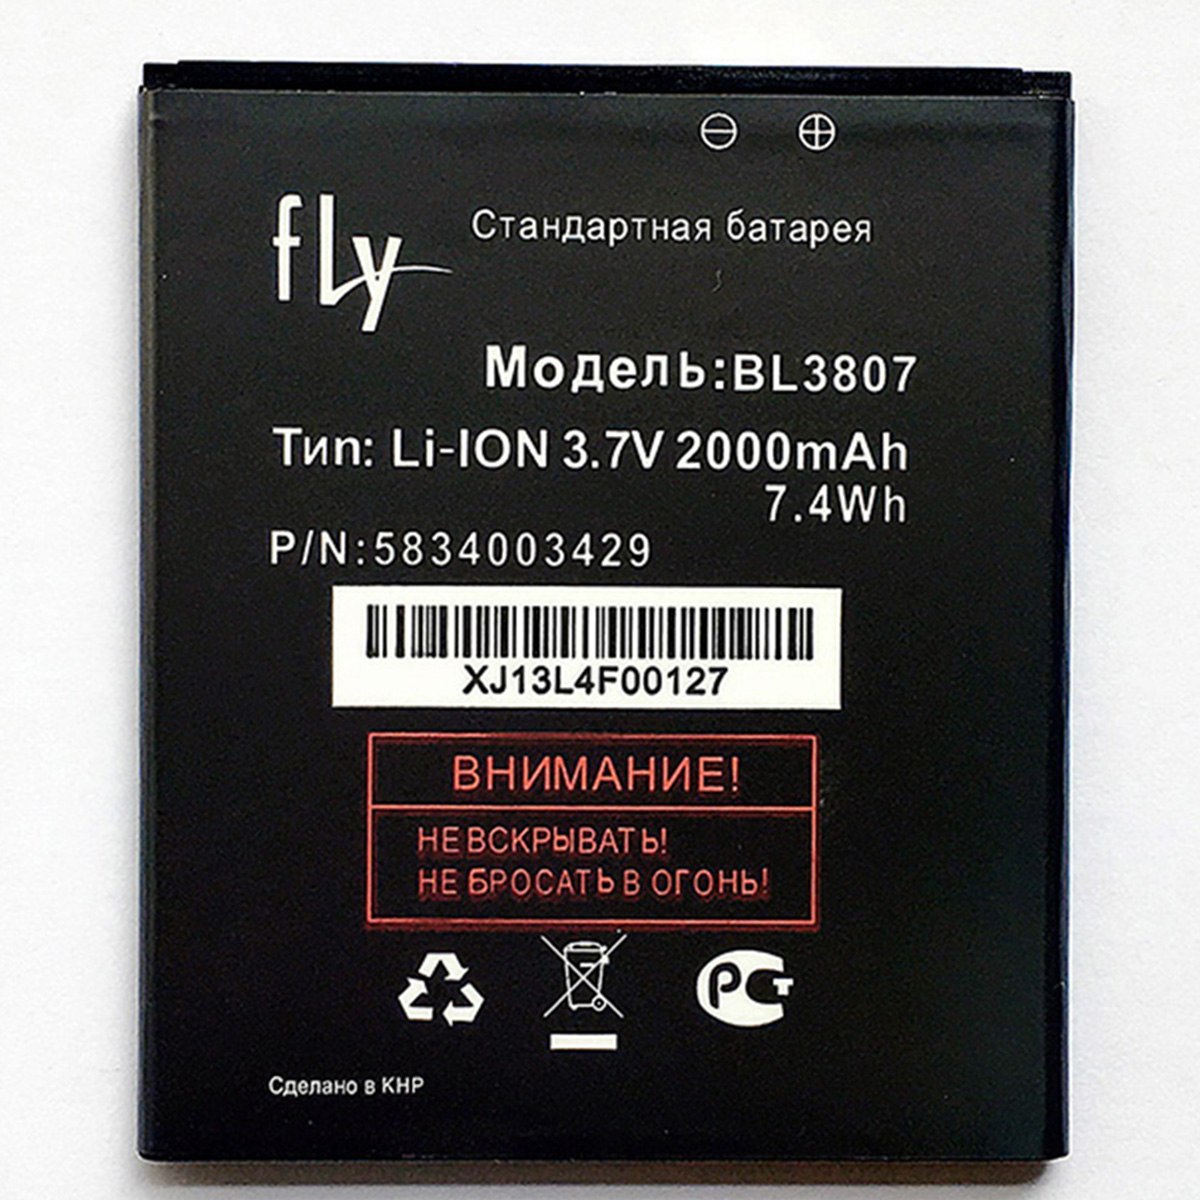 fly
Стандартная батарея
Модель:BL3807
Тип: Li-ION 3.7V 2000mAh
7.4Wh
P/N:5834003429
XJ13L4F00127
ВНИМАНИЕ!
НЕ ВСКРЫВАТЬ!
НЕ БРОСАТЬ В ОГОНЬ!
РСТ
Сделано в КНР